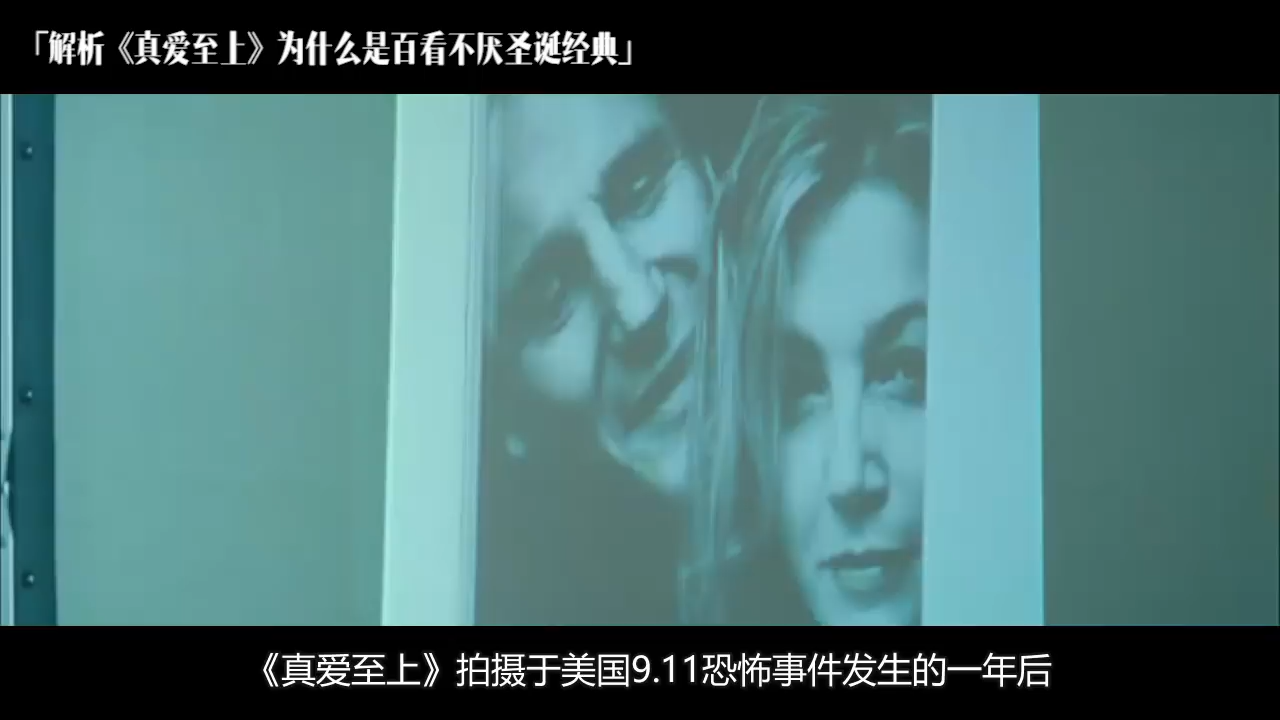 「解析《真爱至上》为什么是百看不厌圣诞经典」
《真爱至上》拍摄于美国9.11恐怖事件发生的一年后